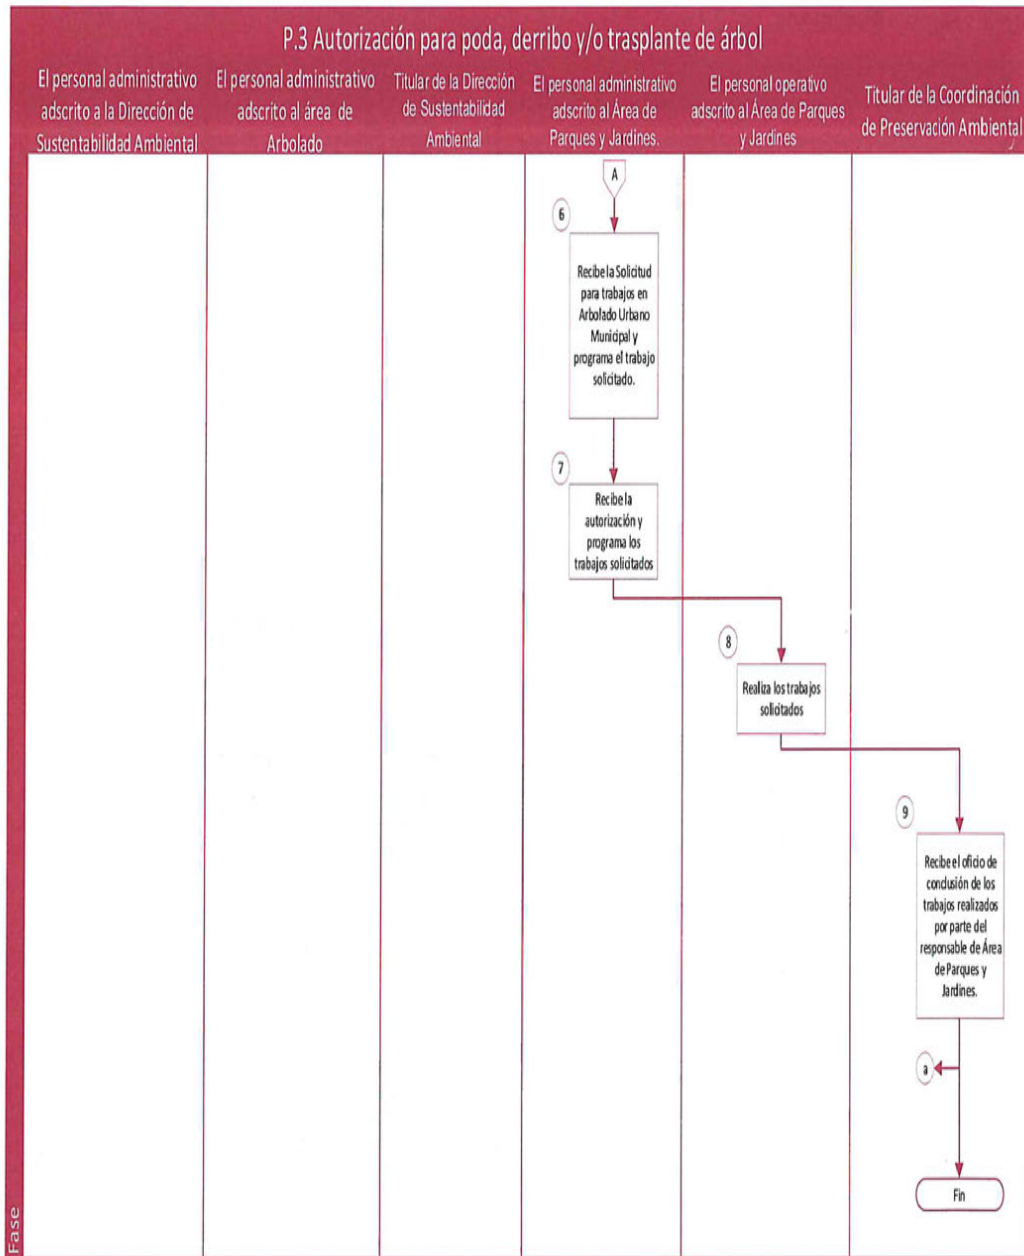 P.3 Autorización para poda, derribo y/o trasplante de árbol
El personal administrativo
adscrito a la Dirección de
Sustentabilidad Ambiental
El personal administrativo
adscrito al área de
Arbolado
Titular de la Dirección
de Sustentabilidad
Ambiental
El personal administrativo
adscrito al Área de
Parques y Jardines.
El personal operativo
adscrito al Área de Parques
y Jardines
Titular de la Coordinación
de Preservación Ambiental
A
6
Recibe la Solicitud
para trabajos en
Arbolado Urbano
Municipal y
programa el trabajo
solicitado.
7
Recibe la
autorización y
programa los
trabajos solicitados
8
Realiza los trabajos
solicitados
9
Recibe el oficio de
conclusión de los
trabajos realizados
por parte del
responsable de Área
de Parques y
Jardines.
a
Fin
Fase